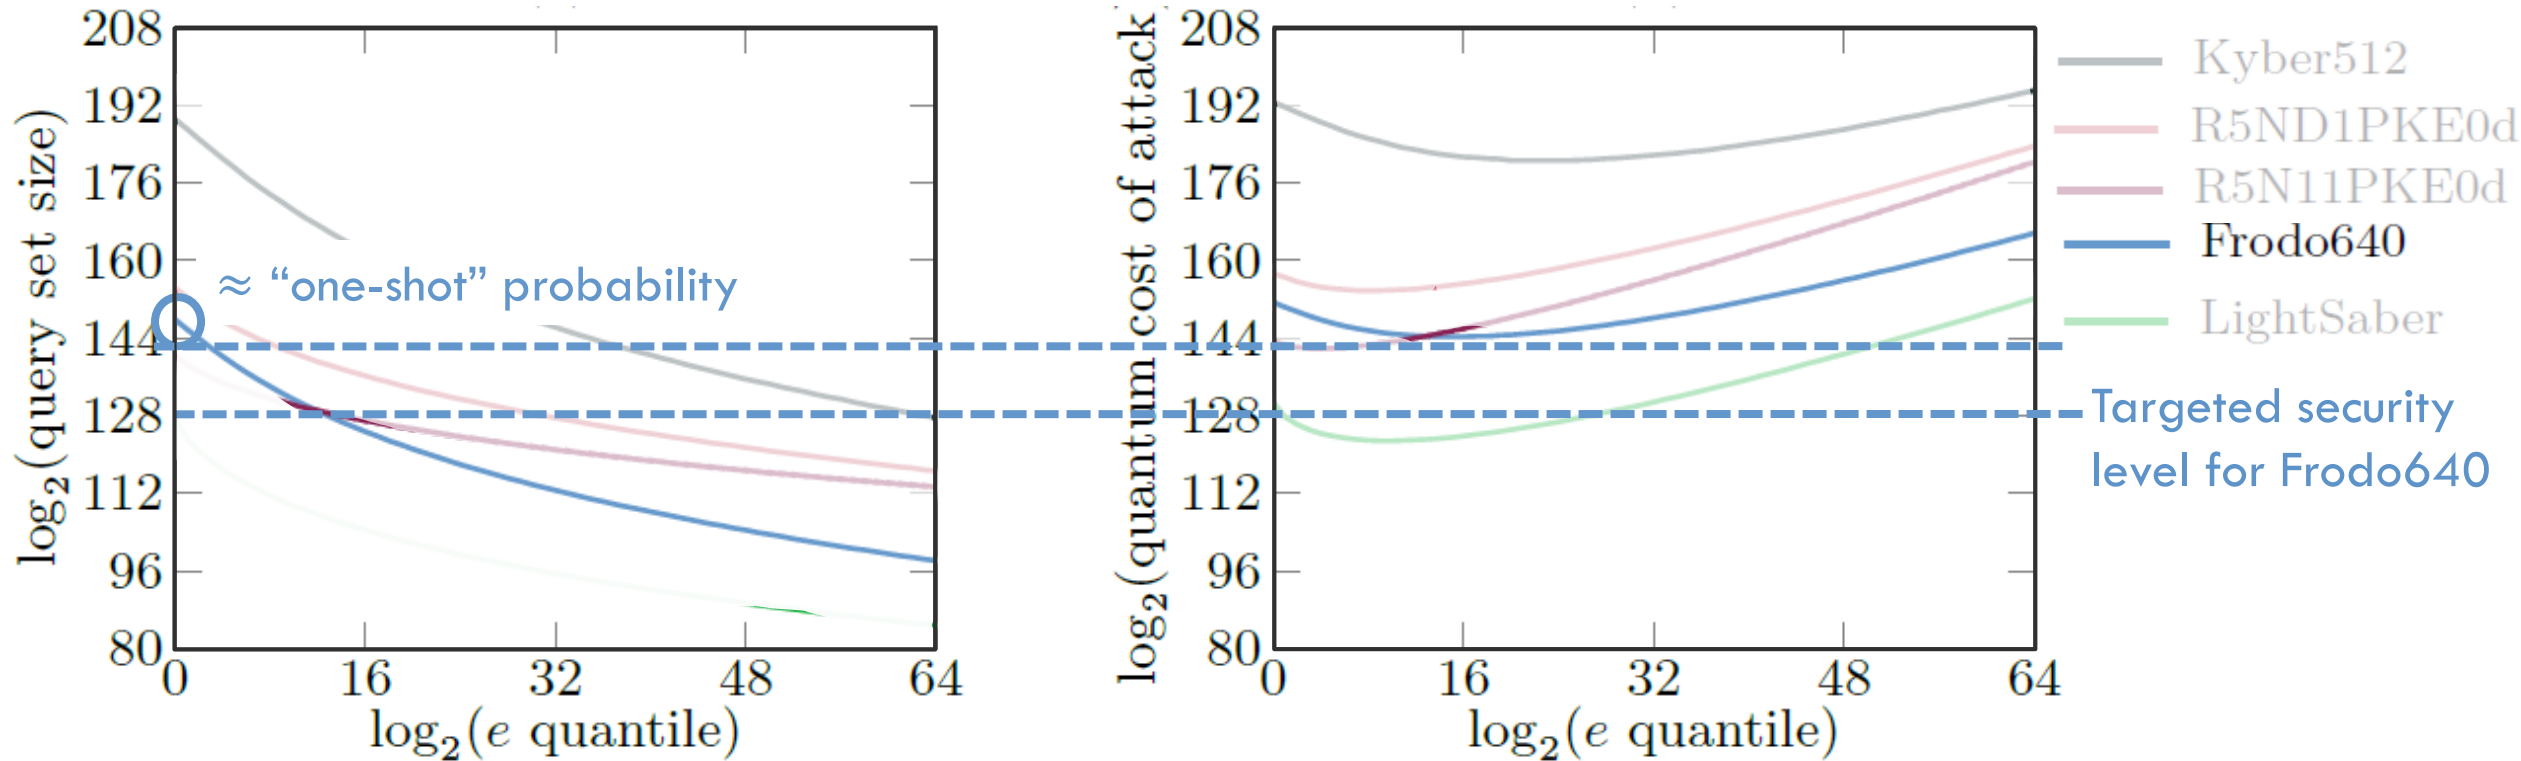 208
192
176
160
144
128
112
96
80
0
16
32
48
64
log2(query set size)
log2(e quantile)
≈ “one-shot” probability
208
192
176
160
144
128
112
96
80
0
16
32
48
64
log2(quantum cost of attack
log2(e quantile)
Kyber512
R5ND1PKE0d
R5N11PKE0d
Frodo640
LightSaber
Targeted security
level for Frodo640